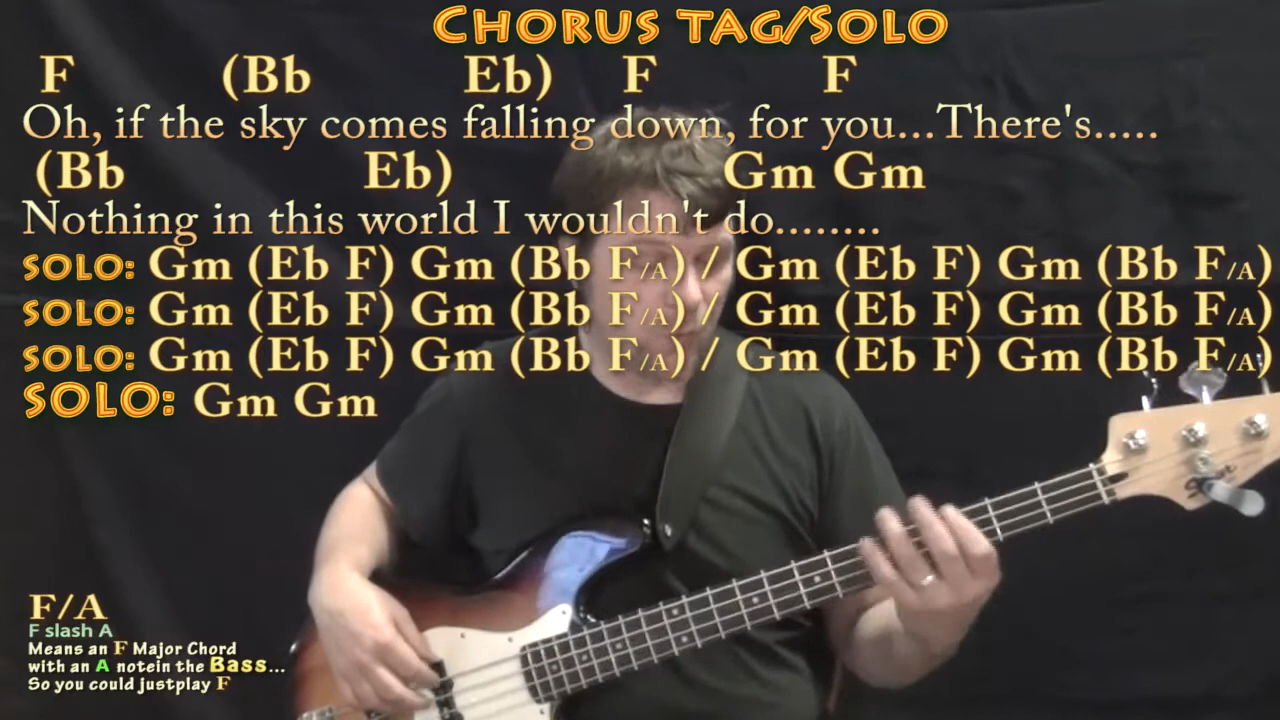 CHORUS TAG/SOLO
F (Bb Eb) F F
Oh, if the sky comes falling down, for you...There's.....
(Bb Eb) Gm Gm
Nothing in this world I wouldn't do........
SOLO: Gm (Eb F) Gm (Bb F/A) / Gm (Eb F) Gm (Bb F/A)
SOLO: Gm (Eb F) Gm (Bb F/A) / Gm (Eb F) Gm (Bb F/A)
SOLO: Gm (Eb F) Gm (Bb F/A) / Gm (Eb F) Gm (Bb F/A)
SOLO: Gm Gm
F/A
F slash A
Means an F Major Chord
with an A notein the Bass...
So you could justplay F